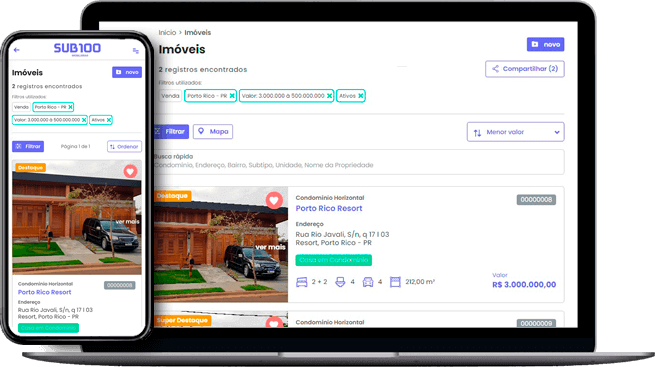 SUB100
Imóveis
novo
2 registros encontrados
Filtros utilizados:
Venda
Porto Rico - PR ✕
Valor: 3.000.000 à 500.000.000 ✕
Ativos ✕
Filtrar
Página 1 de 1
Ordenar
Destaque
ver mais
Condomínio Horizontal
00000008
Porto Rico Resort
Endereço
Rua Rio Javali, S/n, q 17 l 03
Resort, Porto Rico - PR
Casa em Condomínio
Início > Imóveis
Imóveis
novo
2 registros encontrados
Compartilhar (2)
Filtros utilizados:
Venda
Porto Rico - PR ✕
Valor: 3.000.000 à 500.000.000 ✕
Ativos ✕
Filtrar
Mapa
Menor valor
Busca rápida
Condomínio, Endereço, Bairro, Subtipo, Unidade, Nome da Propriedade
Destaque
ver mais
Condomínio Horizontal
00000008
Porto Rico Resort
Endereço
Rua Rio Javali, S/n, q 17 l 03
Resort, Porto Rico - PR
Casa em Condomínio
2 + 2
4
4
212,00 m²
Valor
R$ 3.000.000,00
Super Destaque
Condomínio Horizontal
00000009